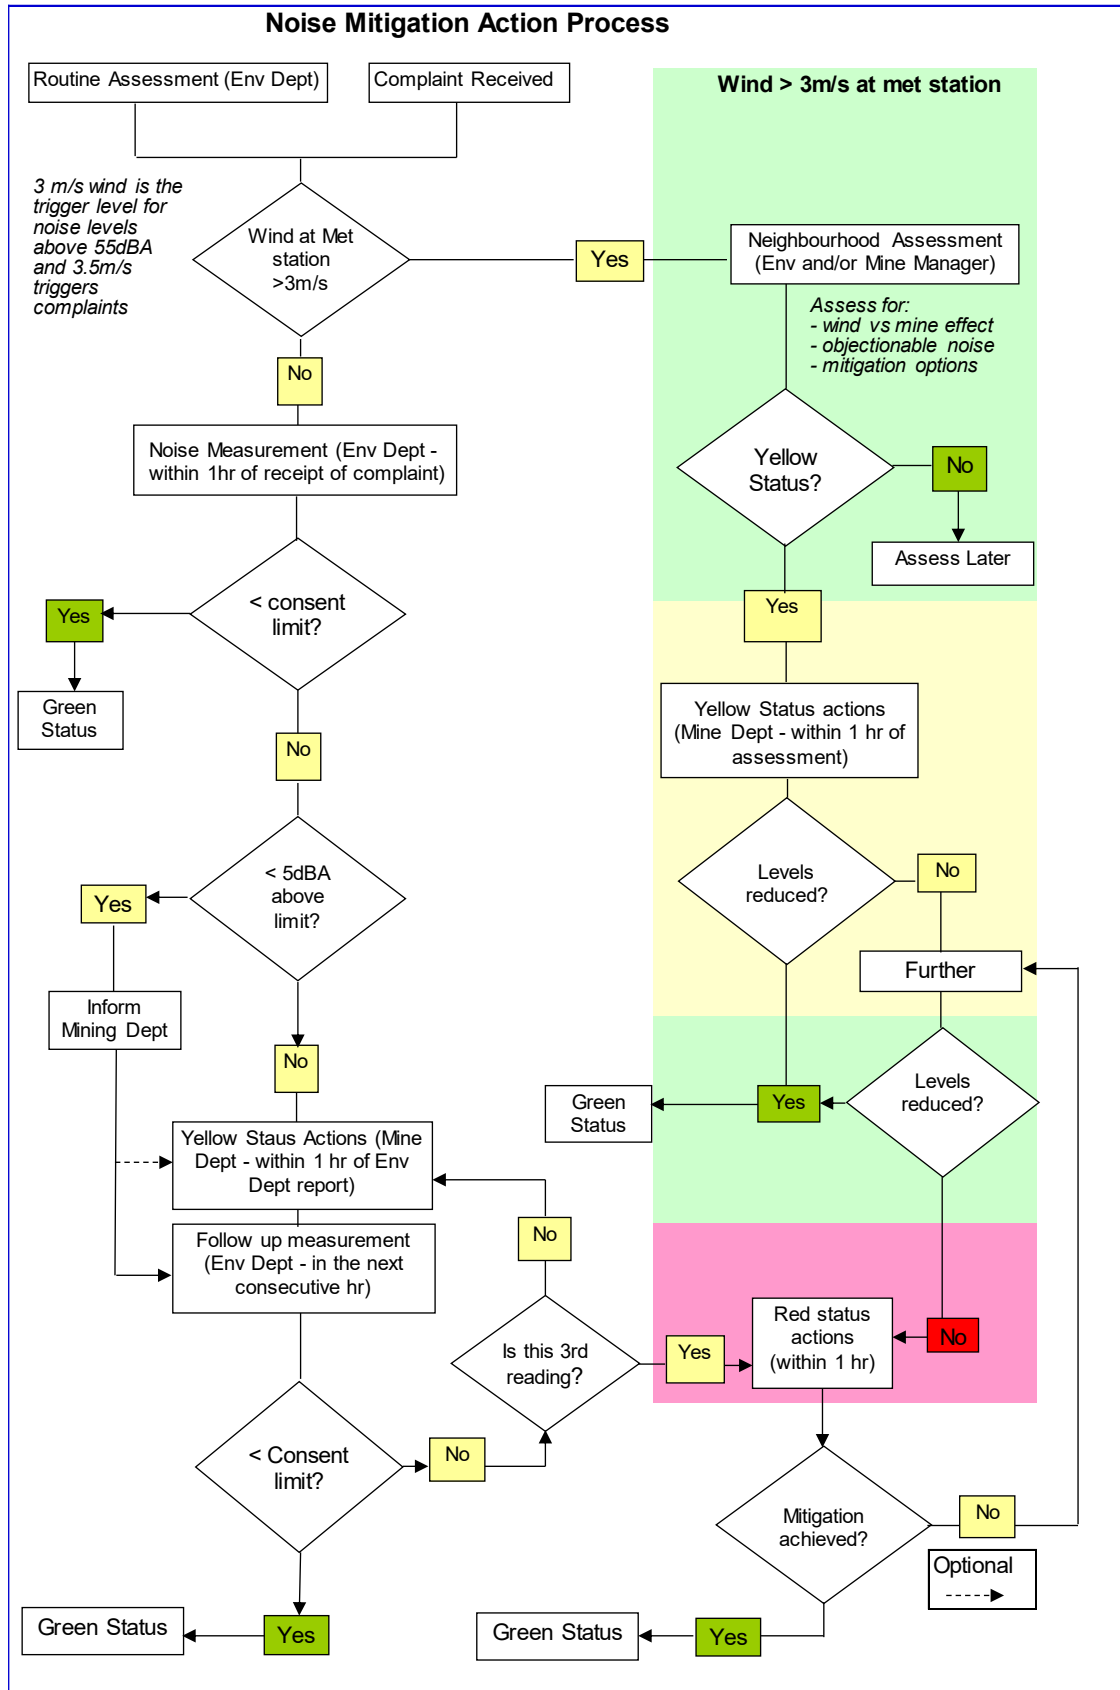 Noise Mitigation Action Process
Routine Assessment (Env Dept)
Complaint Received
Wind > 3m/s at met station
3 m/s wind is the
trigger level for
noise levels
above 55dBA
and 3.5m/s
triggers
complaints
Wind at Met
station
>3m/s
Yes
Neighbourhood Assessment
(Env and/or Mine Manager)
Assess for:
- wind vs mine effect
- objectionable noise
- mitigation options
No
Noise Measurement (Env Dept -
within 1hr of receipt of complaint)
Yellow
Status?
No
Assess Later
< consent
limit?
Yes
Green
Status
Yes
No
Yellow Status actions
(Mine Dept - within 1 hr of
assessment)
< 5dBA
above
limit?
Yes
Levels
reduced?
No
Further
Inform
Mining Dept
No
Levels
reduced?
Yes
Green
Status
Yellow Staus Actions (Mine
Dept - within 1 hr of Env
Dept report)
Follow up measurement
(Env Dept - in the next
consecutive hr)
No
Is this 3rd
reading?
Yes
Red status
actions
(within 1 hr)
No
< Consent
limit?
No
Mitigation
achieved?
No
Optional
Green Status
Yes
Green Status
Yes